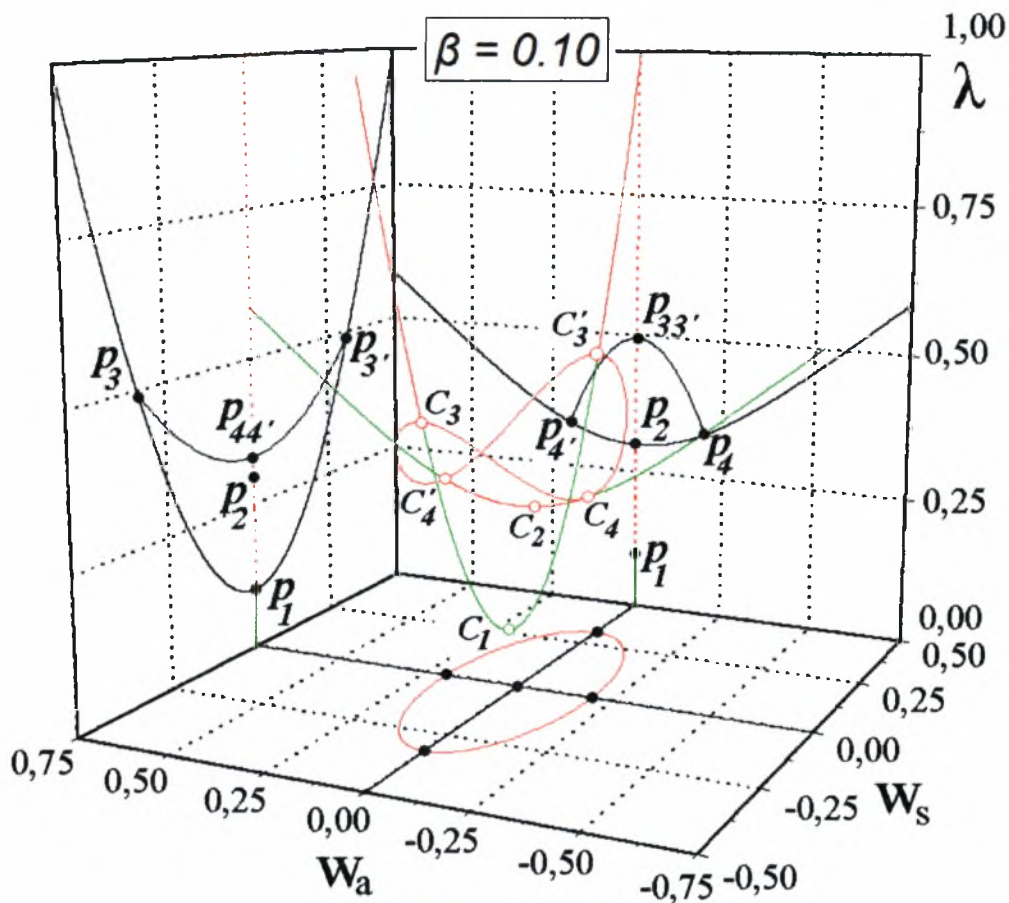 β = 0.10
1,00
λ
0,75
0,50
0,25
0,00
p3
p3'
p44'
p2
p1
C3
C4'
C1
C2
C4
C3'
p33'
p4'
p2
p4
p1
0,50
0,25
0,00
-0,25
-0,50
Ws
0,75
0,50
0,25
0,00
-0,25
-0,50
-0,75
Wa